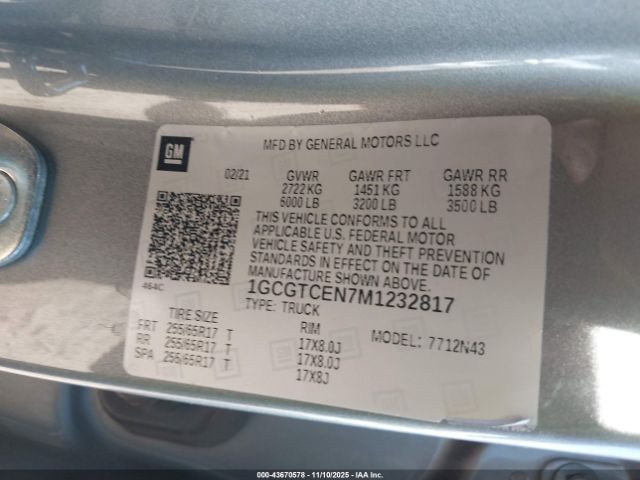 GM
MFD BY GENERAL MOTORS LLC
02/21 GVWR GAWR FRT GAWR RR
2722 KG 1451 KG 1588 KG
6000 LB 3200 LB 3500 LB
THIS VEHICLE CONFORMS TO ALL
APPLICABLE U.S. FEDERAL MOTOR
VEHICLE SAFETY AND THEFT PREVENTION
STANDARDS IN EFFECT ON THE DATE OF
MANUFACTURE SHOWN ABOVE.
464C
1GCGTCEN7M1232817
TYPE: TRUCK
TIRE SIZE RIM MODEL: 7712N43
FRT 255/65R17 T 17X8.0J
RR 255/65R17 T 17X8.0J
SPA 255/65R17 T 17X8J
000-43670578 - 11/10/2025 - IAAI, Inc.